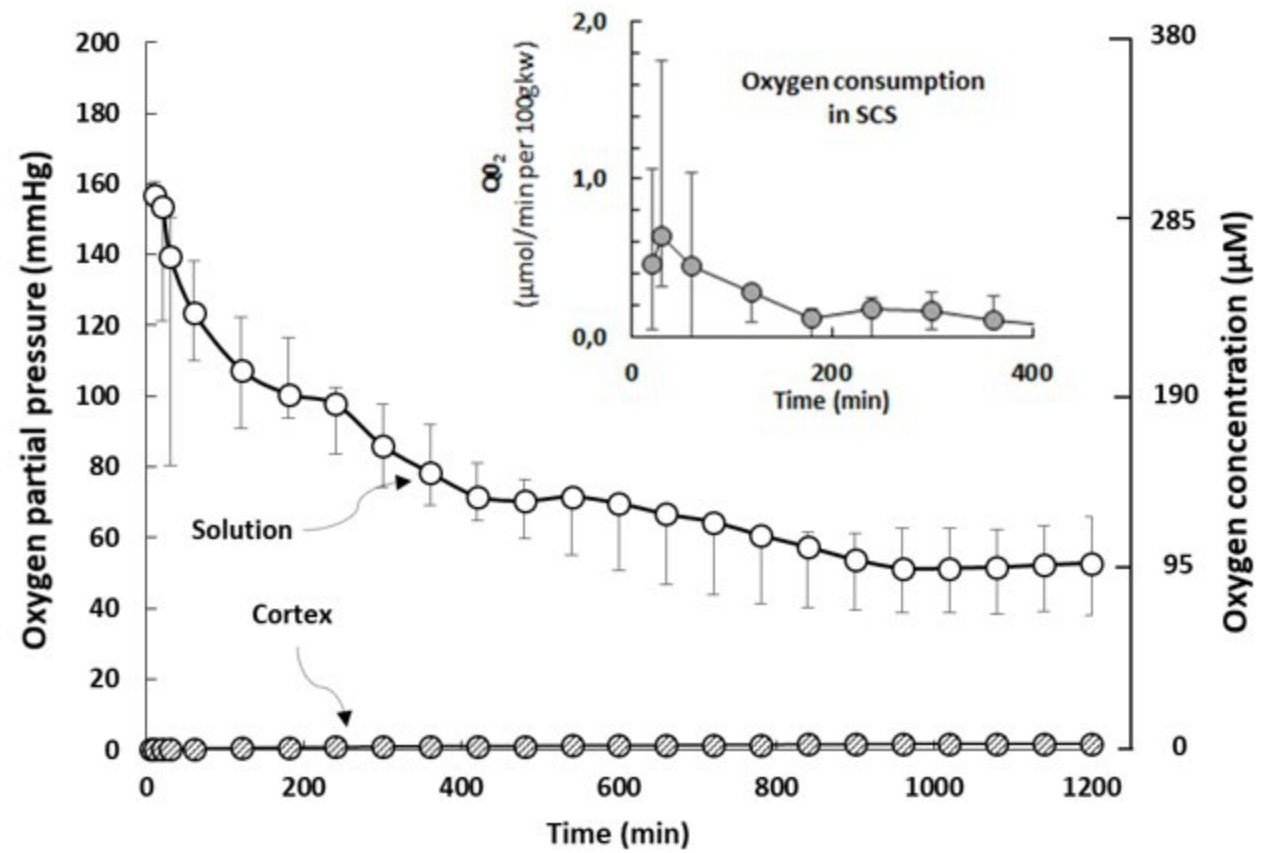 Oxygen partial pressure (mmHg)
200
180
160
140
120
100
80
60
40
20
0
0
200
400
600
800
1000
1200
Time (min)
Solution
Cortex
380
285
190
95
0
Oxygen concentration (µM)
Q0₂
(µmol/min per 100gkw)
2,0
1,0
0,0
Oxygen consumption
in SCS
0
200
400
Time (min)